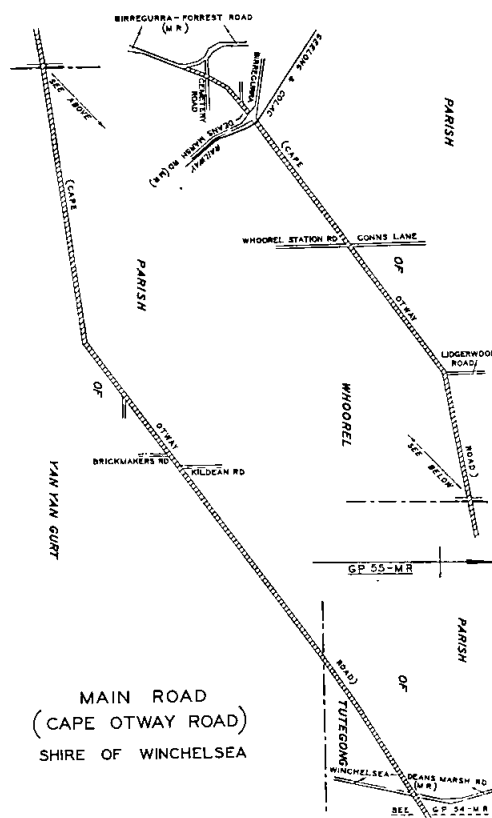 BIRREGURRA-FORREST ROAD
(M R)
SEE ABOVE
CEMETERY
ROAD
BIRREGURRA
GEELONG & COLAC
DEANS MARSH RD (M R)
RAILWAY
PARISH
(CAPE
(CAPE
WHOOREL STATION RD
CONNS LANE
OF
PARISH
OTWAY
LIDGERWOOD
ROAD
OF
WHOOREL
ROAD)
SEE
BELOW
OTWAY
BRICKMAKERS RD
KILDEAN RD
YAN YAN GURT
GP 55-MR
PARISH
ROAD)
OF
TUTEGONG
MAIN ROAD
(CAPE OTWAY ROAD)
SHIRE OF WINCHELSEA
WINCHELSEA-DEANS MARSH RD
(M R)
SEE GP 54-MR